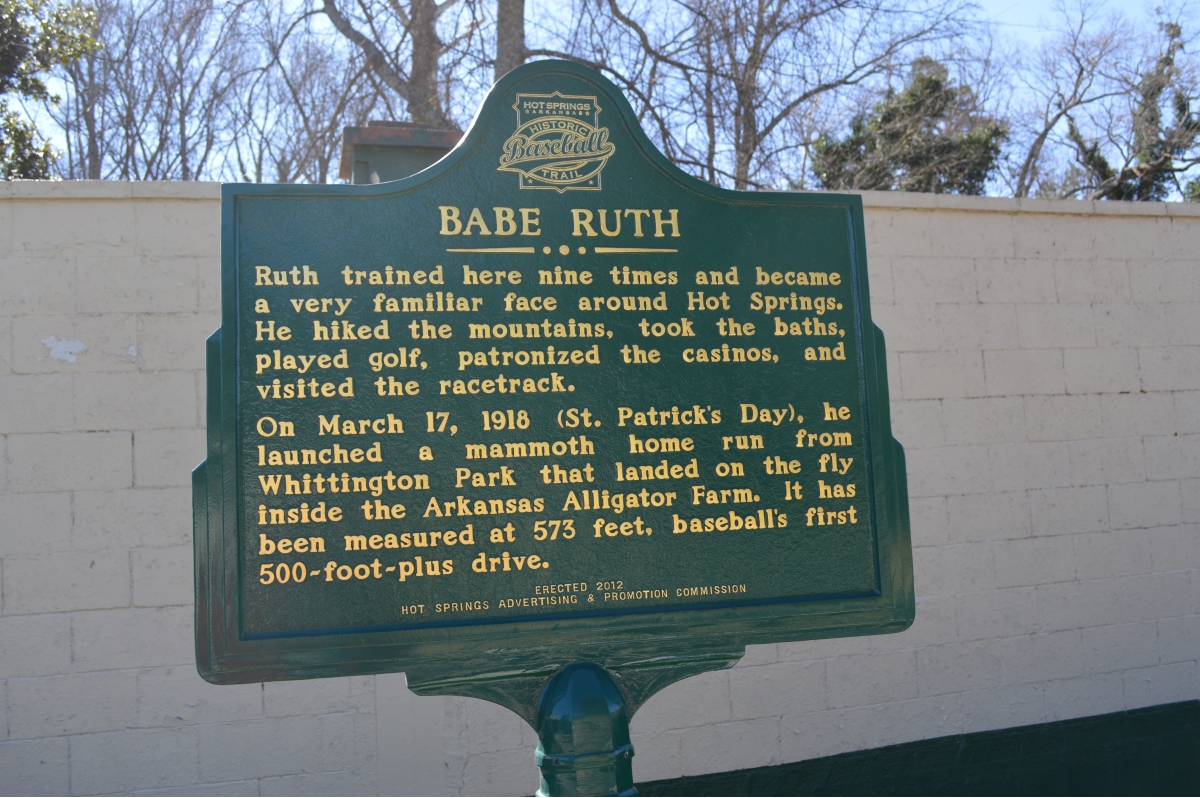 HOT SPRINGS
ARKANSAS
HISTORIC
Baseball
TRAIL
BABE RUTH
Ruth trained here nine times and became
a very familiar face around Hot Springs.
He hiked the mountains, took the baths,
played golf, patronized the casinos, and
visited the racetrack.
On March 17, 1918 (St. Patrick's Day), he
launched a mammoth home run from
Whittington Park that landed on the fly
inside the Arkansas Alligator Farm. It has
been measured at 573 feet, baseball's first
500-foot-plus drive.
ERECTED 2012
HOT SPRINGS ADVERTISING & PROMOTION COMMISSION